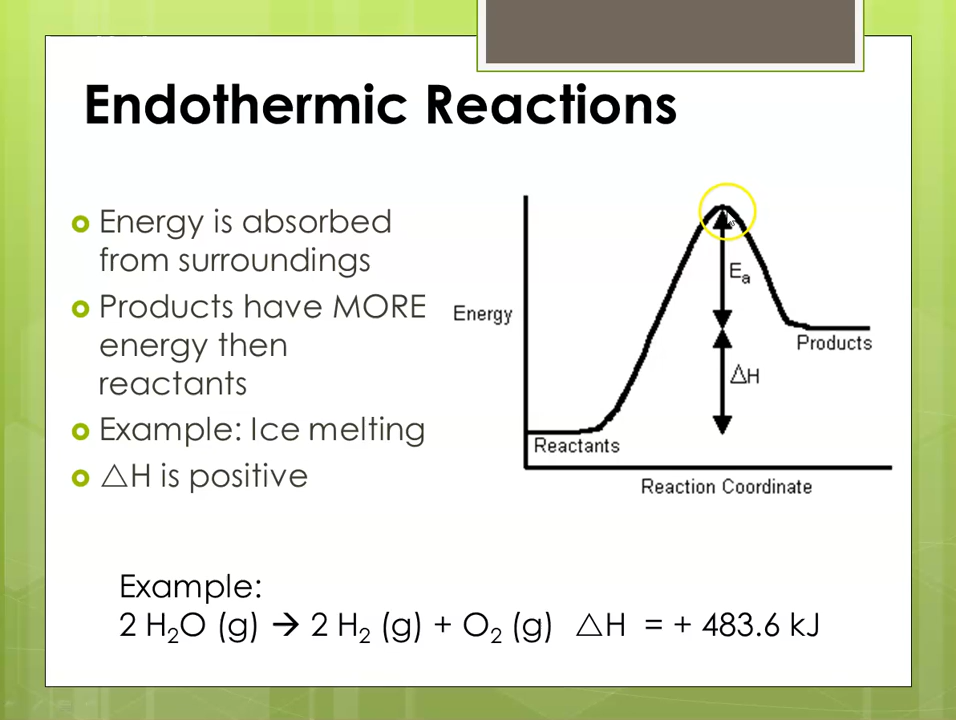 Endothermic Reactions
Energy is absorbed
from surroundings
Products have MORE
energy then
reactants
Example: Ice melting
△H is positive
Energy
Eₐ
Products
△H
Reactants
Reaction Coordinate
Example:
2 H₂O (g) → 2 H₂ (g) + O₂ (g) △H = + 483.6 kJ